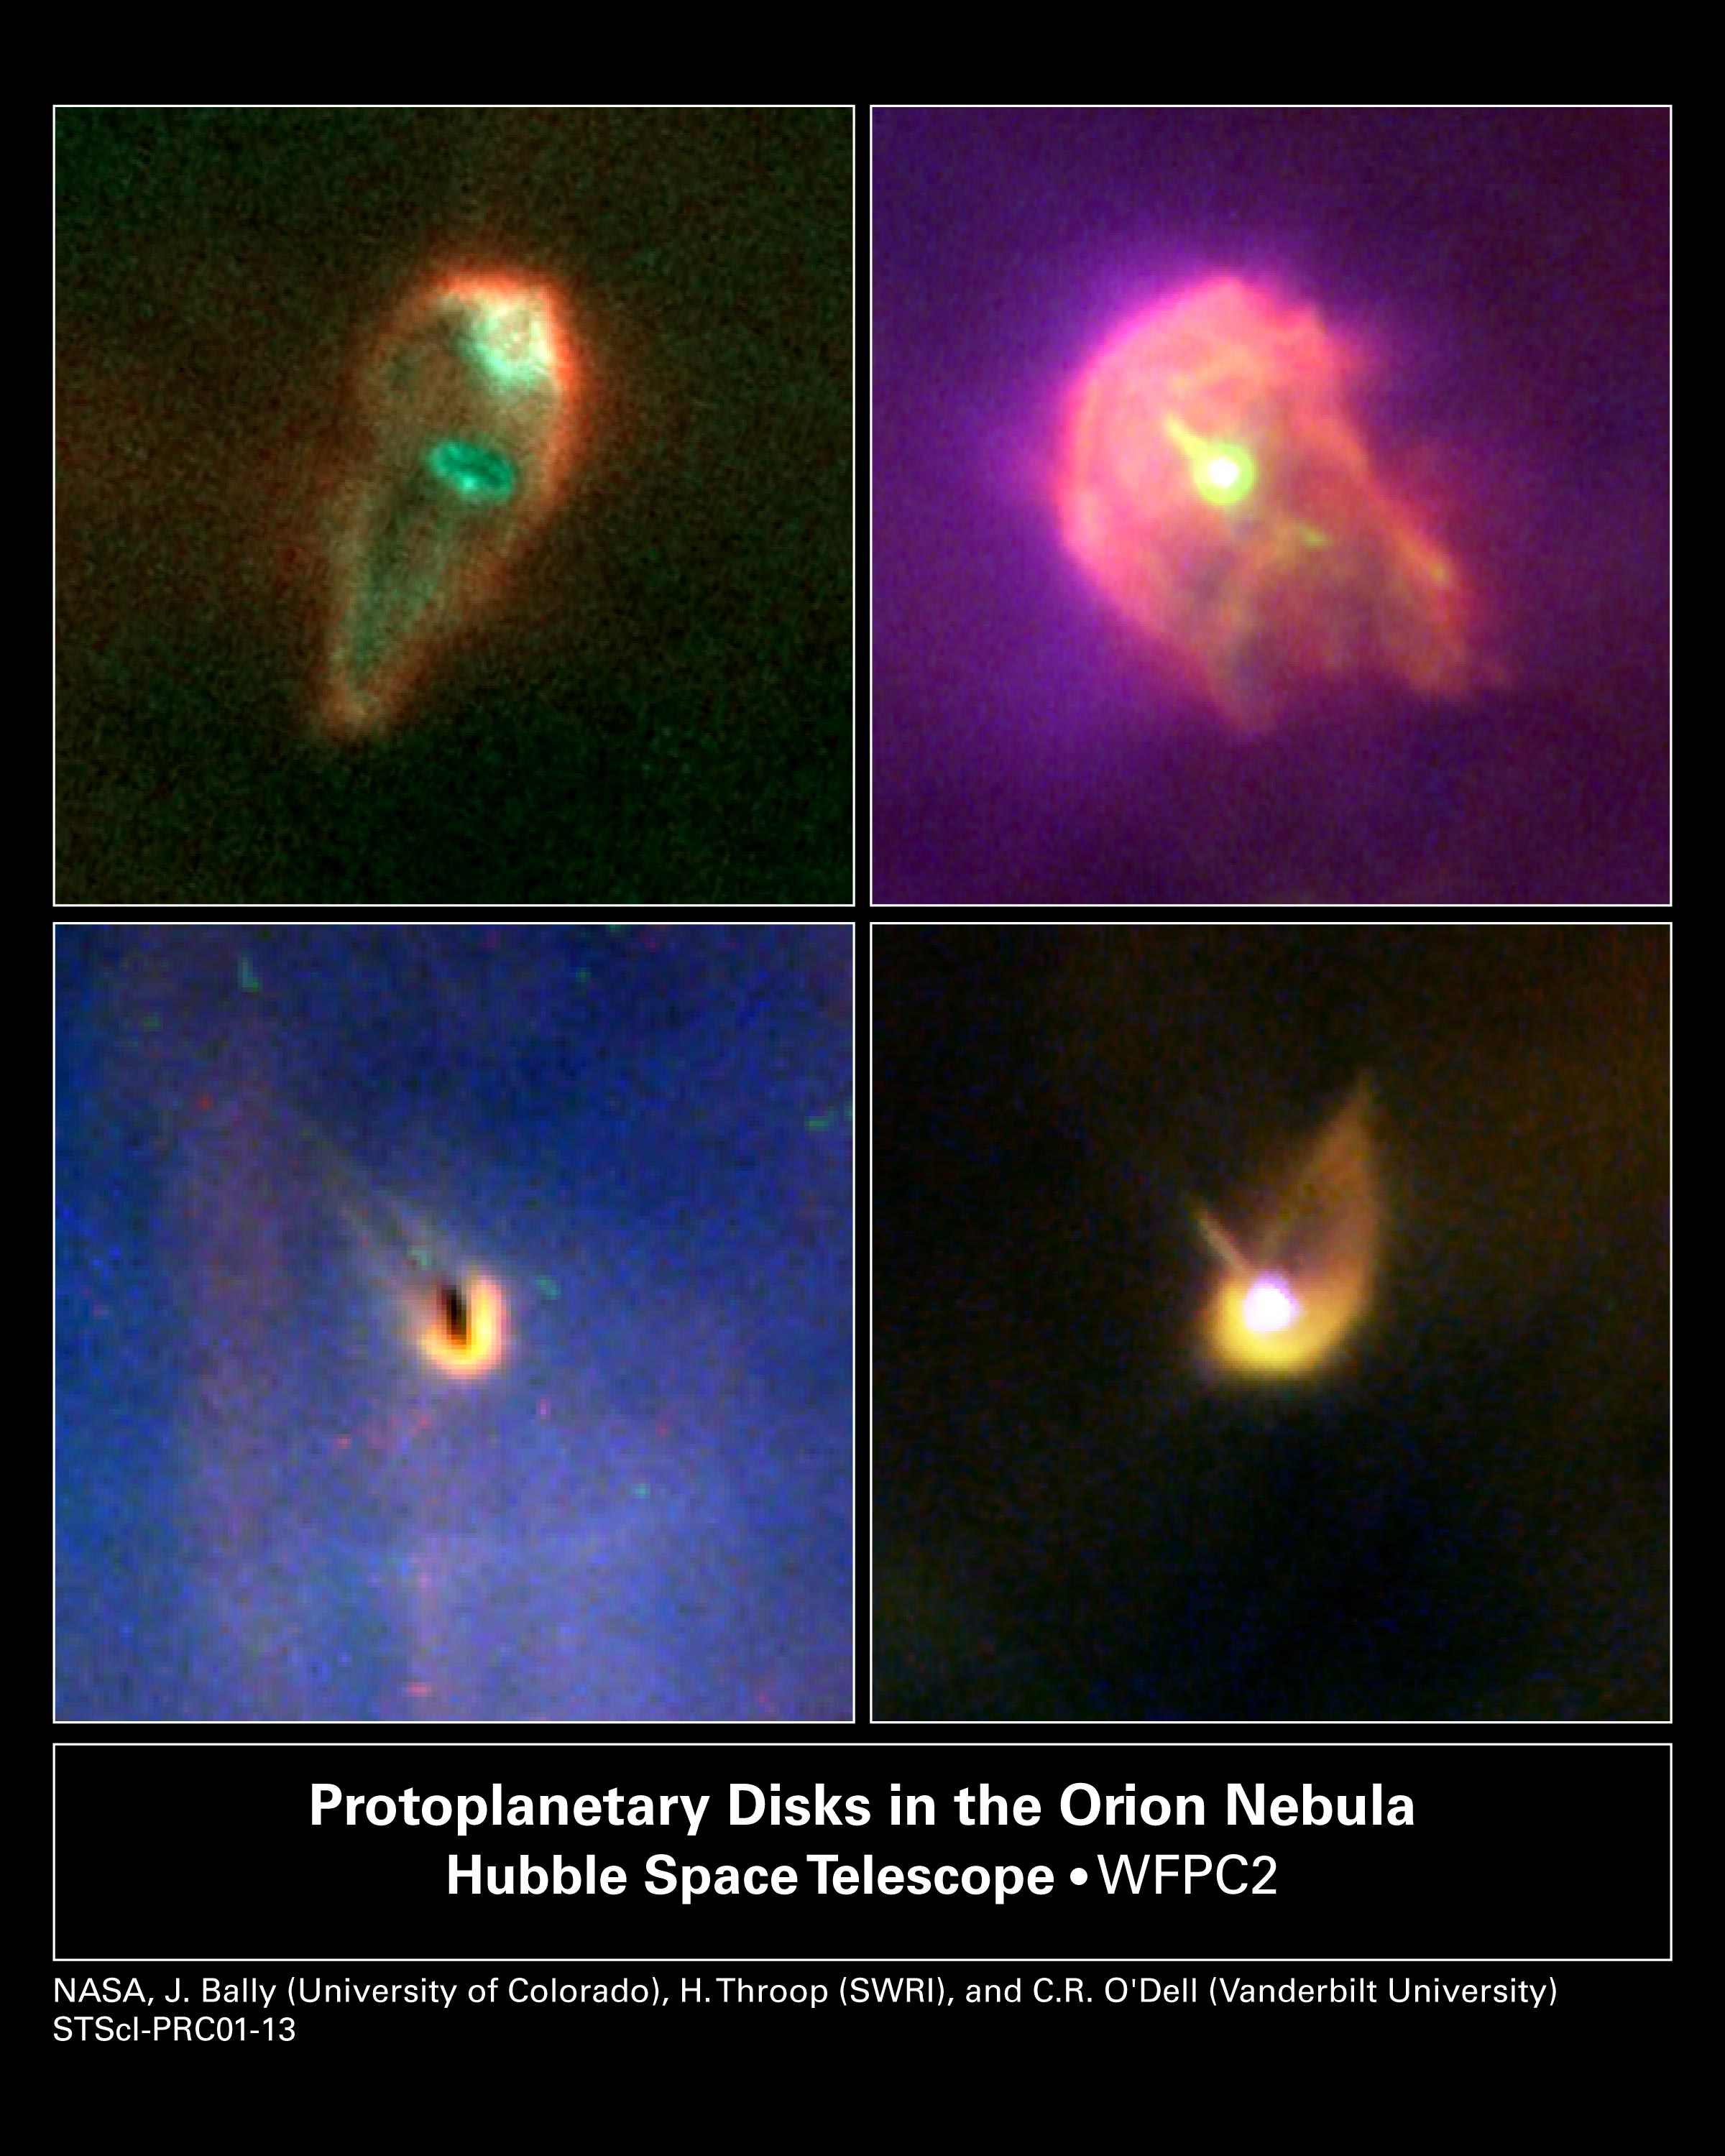 Protoplanetary Disks in the Orion Nebula
Hubble Space Telescope • WFPC2
NASA, J. Bally (University of Colorado), H. Throop (SWRI), and C.R. O'Dell (Vanderbilt University)
STScI-PRC01-13